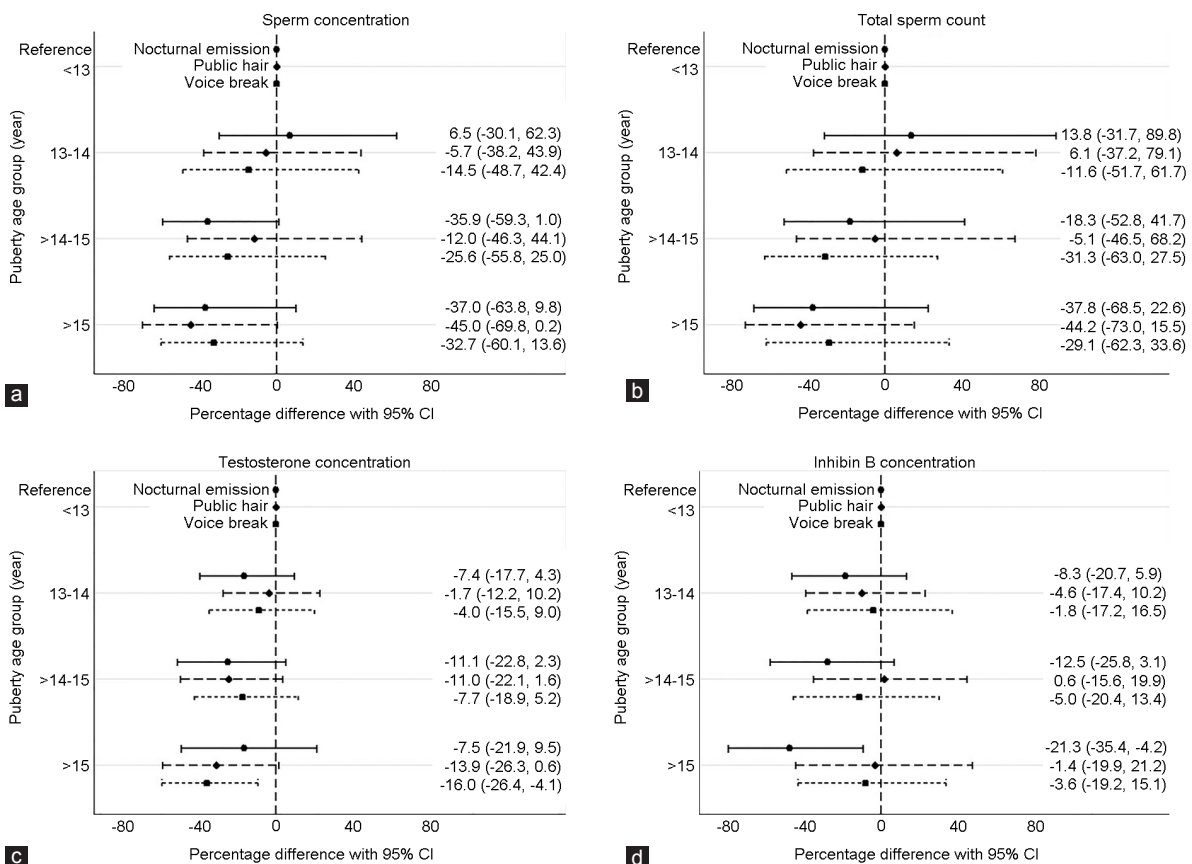 Sperm concentration
Reference
Nocturnal emission
<13
Public hair
Voice break
13-14
6.5 (-30.1, 62.3)
-5.7 (-38.2, 43.9)
-14.5 (-48.7, 42.4)
>14-15
-35.9 (-59.3, 1.0)
-12.0 (-46.3, 44.1)
-25.6 (-55.8, 25.0)
>15
-37.0 (-63.8, 9.8)
-45.0 (-69.8, 0.2)
-32.7 (-60.1, 13.6)
Puberty age group (year)
-80 -40 0 40 80
Percentage difference with 95% CI
a
Total sperm count
Reference
Nocturnal emission
<13
Public hair
Voice break
13-14
13.8 (-31.7, 89.8)
6.1 (-37.2, 79.1)
-11.6 (-51.7, 61.7)
>14-15
-18.3 (-52.8, 41.7)
-5.1 (-46.5, 68.2)
-31.3 (-63.0, 27.5)
>15
-37.8 (-68.5, 22.6)
-44.2 (-73.0, 15.5)
-29.1 (-62.3, 33.6)
Puberty age group (year)
-80 -40 0 40 80
Percentage difference with 95% CI
b
Testosterone concentration
Reference
Nocturnal emission
<13
Public hair
Voice break
13-14
-7.4 (-17.7, 4.3)
-1.7 (-12.2, 10.2)
-4.0 (-15.5, 9.0)
>14-15
-11.1 (-22.8, 2.3)
-11.0 (-22.1, 1.6)
-7.7 (-18.9, 5.2)
>15
-7.5 (-21.9, 9.5)
-13.9 (-26.3, 0.6)
-16.0 (-26.4, -4.1)
Puberty age group (year)
-80 -40 0 40 80
Percentage difference with 95% CI
c
Inhibin B concentration
Reference
Nocturnal emission
<13
Public hair
Voice break
13-14
-8.3 (-20.7, 5.9)
-4.6 (-17.4, 10.2)
-1.8 (-17.2, 16.5)
>14-15
-12.5 (-25.8, 3.1)
0.6 (-15.6, 19.9)
-5.0 (-20.4, 13.4)
>15
-21.3 (-35.4, -4.2)
-1.4 (-19.9, 21.2)
-3.6 (-19.2, 15.1)
Puberty age group (year)
-80 -40 0 40 80
Percentage difference with 95% CI
d